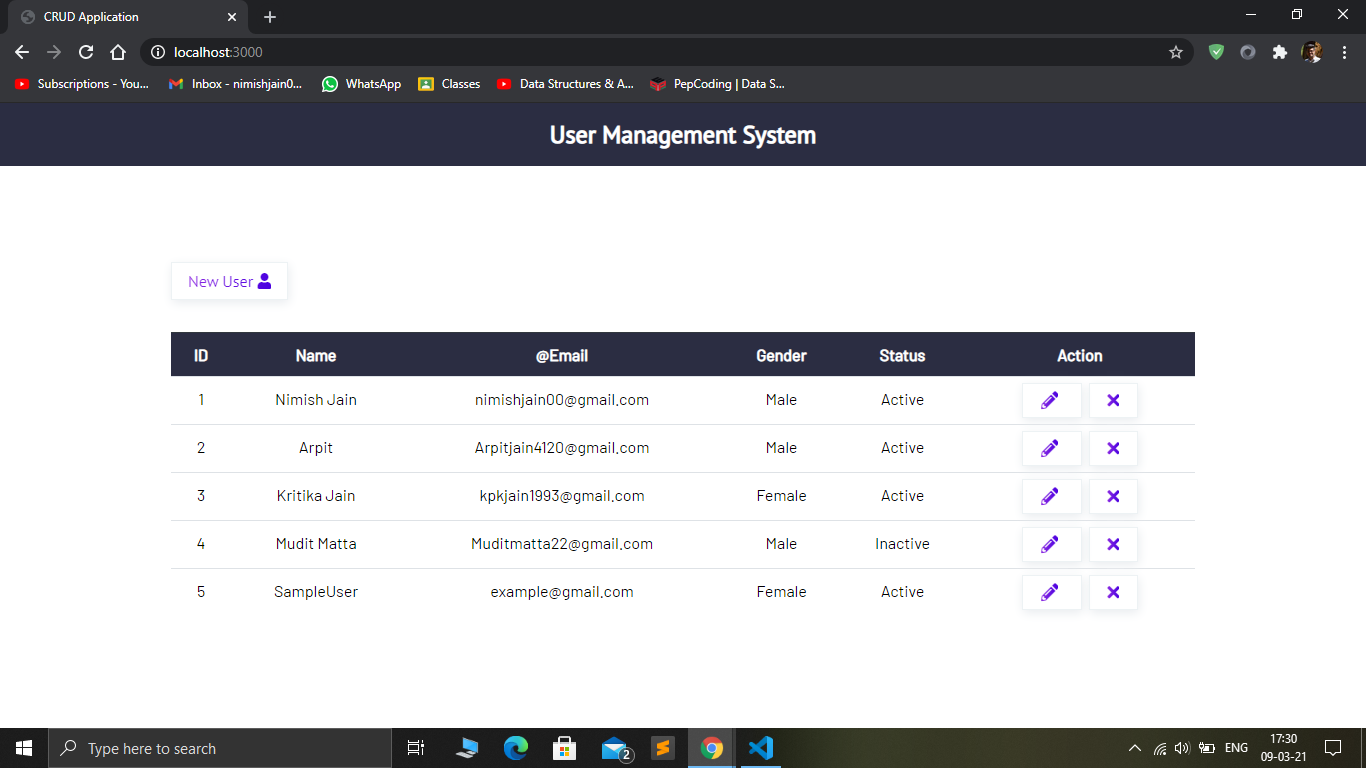 CRUD Application
localhost:3000
Subscriptions - You...
Inbox - nimishjain0...
WhatsApp
Classes
Data Structures & A...
PepCoding | Data S...
User Management System
New User
ID Name @Email Gender Status Action
1 Nimish Jain nimishjain00@gmail.com Male Active
2 Arpit Arpitjain4120@gmail.com Male Active
3 Kritika Jain kpkjain1993@gmail.com Female Active
4 Mudit Matta Muditmatta22@gmail.com Male Inactive
5 SampleUser example@gmail.com Female Active
Type here to search
2
ENG
17:30
09-03-21